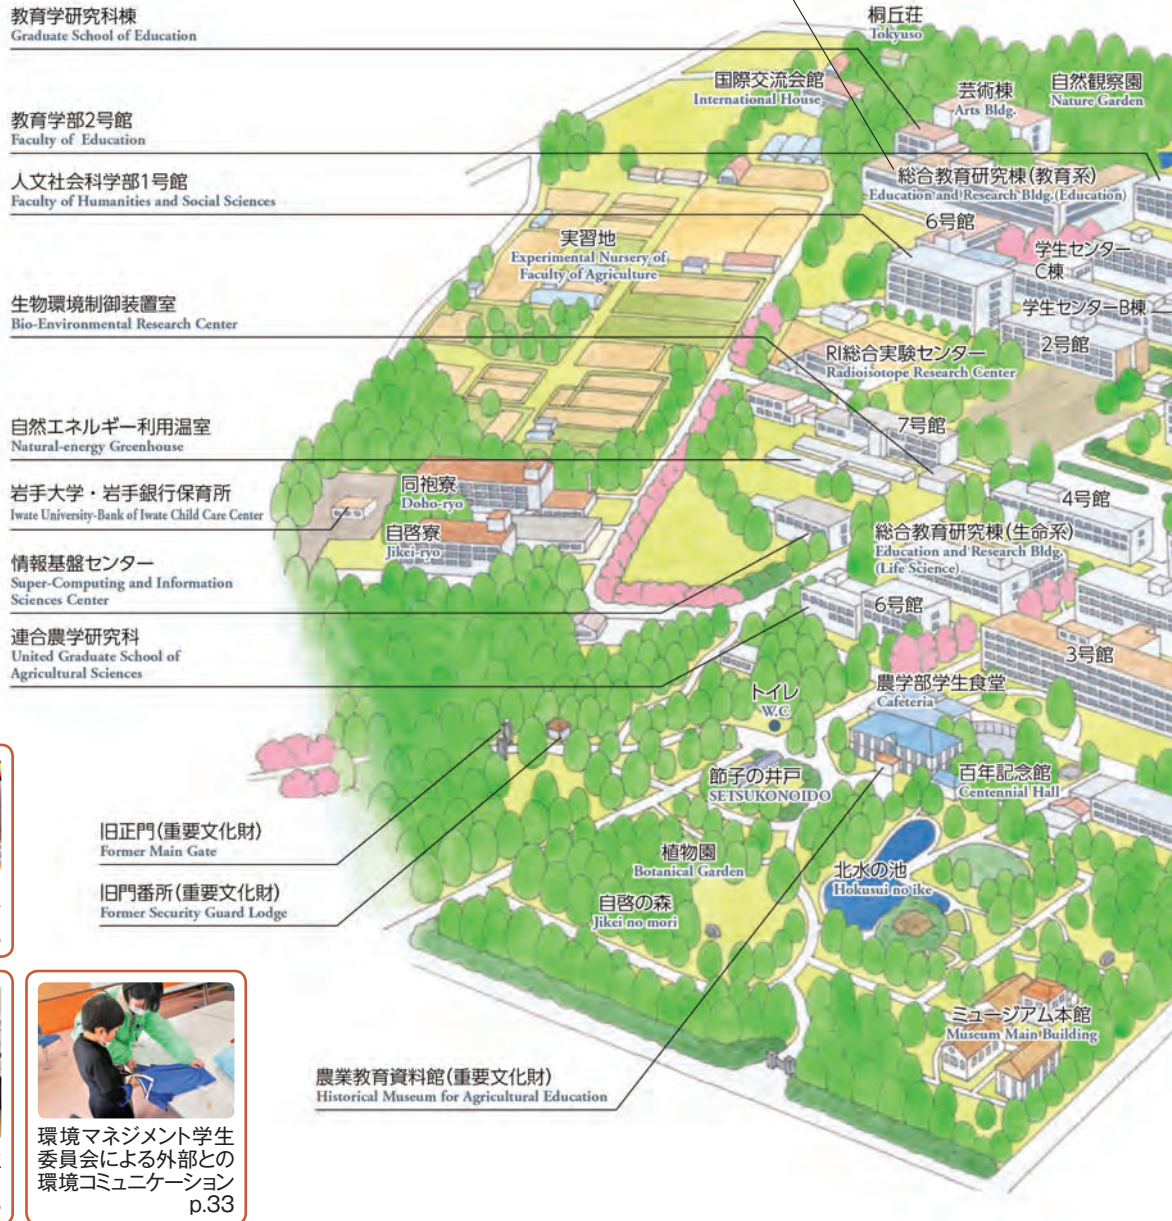 教育学研究科棟
Graduate School of Education
教育学部2号館
Faculty of Education
人文社会科学部1号館
Faculty of Humanities and Social Sciences
生物環境制御装置室
Bio-Environmental Research Center
自然エネルギー利用温室
Natural-energy Greenhouse
岩手大学・岩手銀行保育所
Iwate University-Bank of Iwate Child Care Center
情報基盤センター
Super-Computing and Information
Sciences Center
連合農学研究科
United Graduate School of
Agricultural Sciences
旧正門(重要文化財)
Former Main Gate
旧門番所(重要文化財)
Former Security Guard Lodge
農業教育資料館(重要文化財)
Historical Museum for Agricultural Education
桐丘荘
Tokyuso
国際交流会館
International House
芸術棟
Arts Bldg.
自然観察園
Nature Garden
総合教育研究棟(教育系)
Education and Research Bldg.(Education)
6号館
学生センター
C棟
学生センターB棟
2号館
実習地
Experimental Nursery of
Faculty of Agriculture
RI総合実験センター
Radioisotope Research Center
7号館
4号館
同袍寮
Doho-ryo
自啓寮
Jikei-ryo
総合教育研究棟(生命系)
Education and Research Bldg.
(Life Science)
6号館
3号館
農学部学生食堂
Cafeteria
トイレ
W.C
節子の井戸
SETSUKONOIDO
百年記念館
Centennial Hall
植物園
Botanical Garden
北水の池
Hokusui no ike
自啓の森
Jikei no mori
ミュージアム本館
Museum Main Building
環境マネジメント学生
委員会による外部との
環境コミュニケーション
p.33